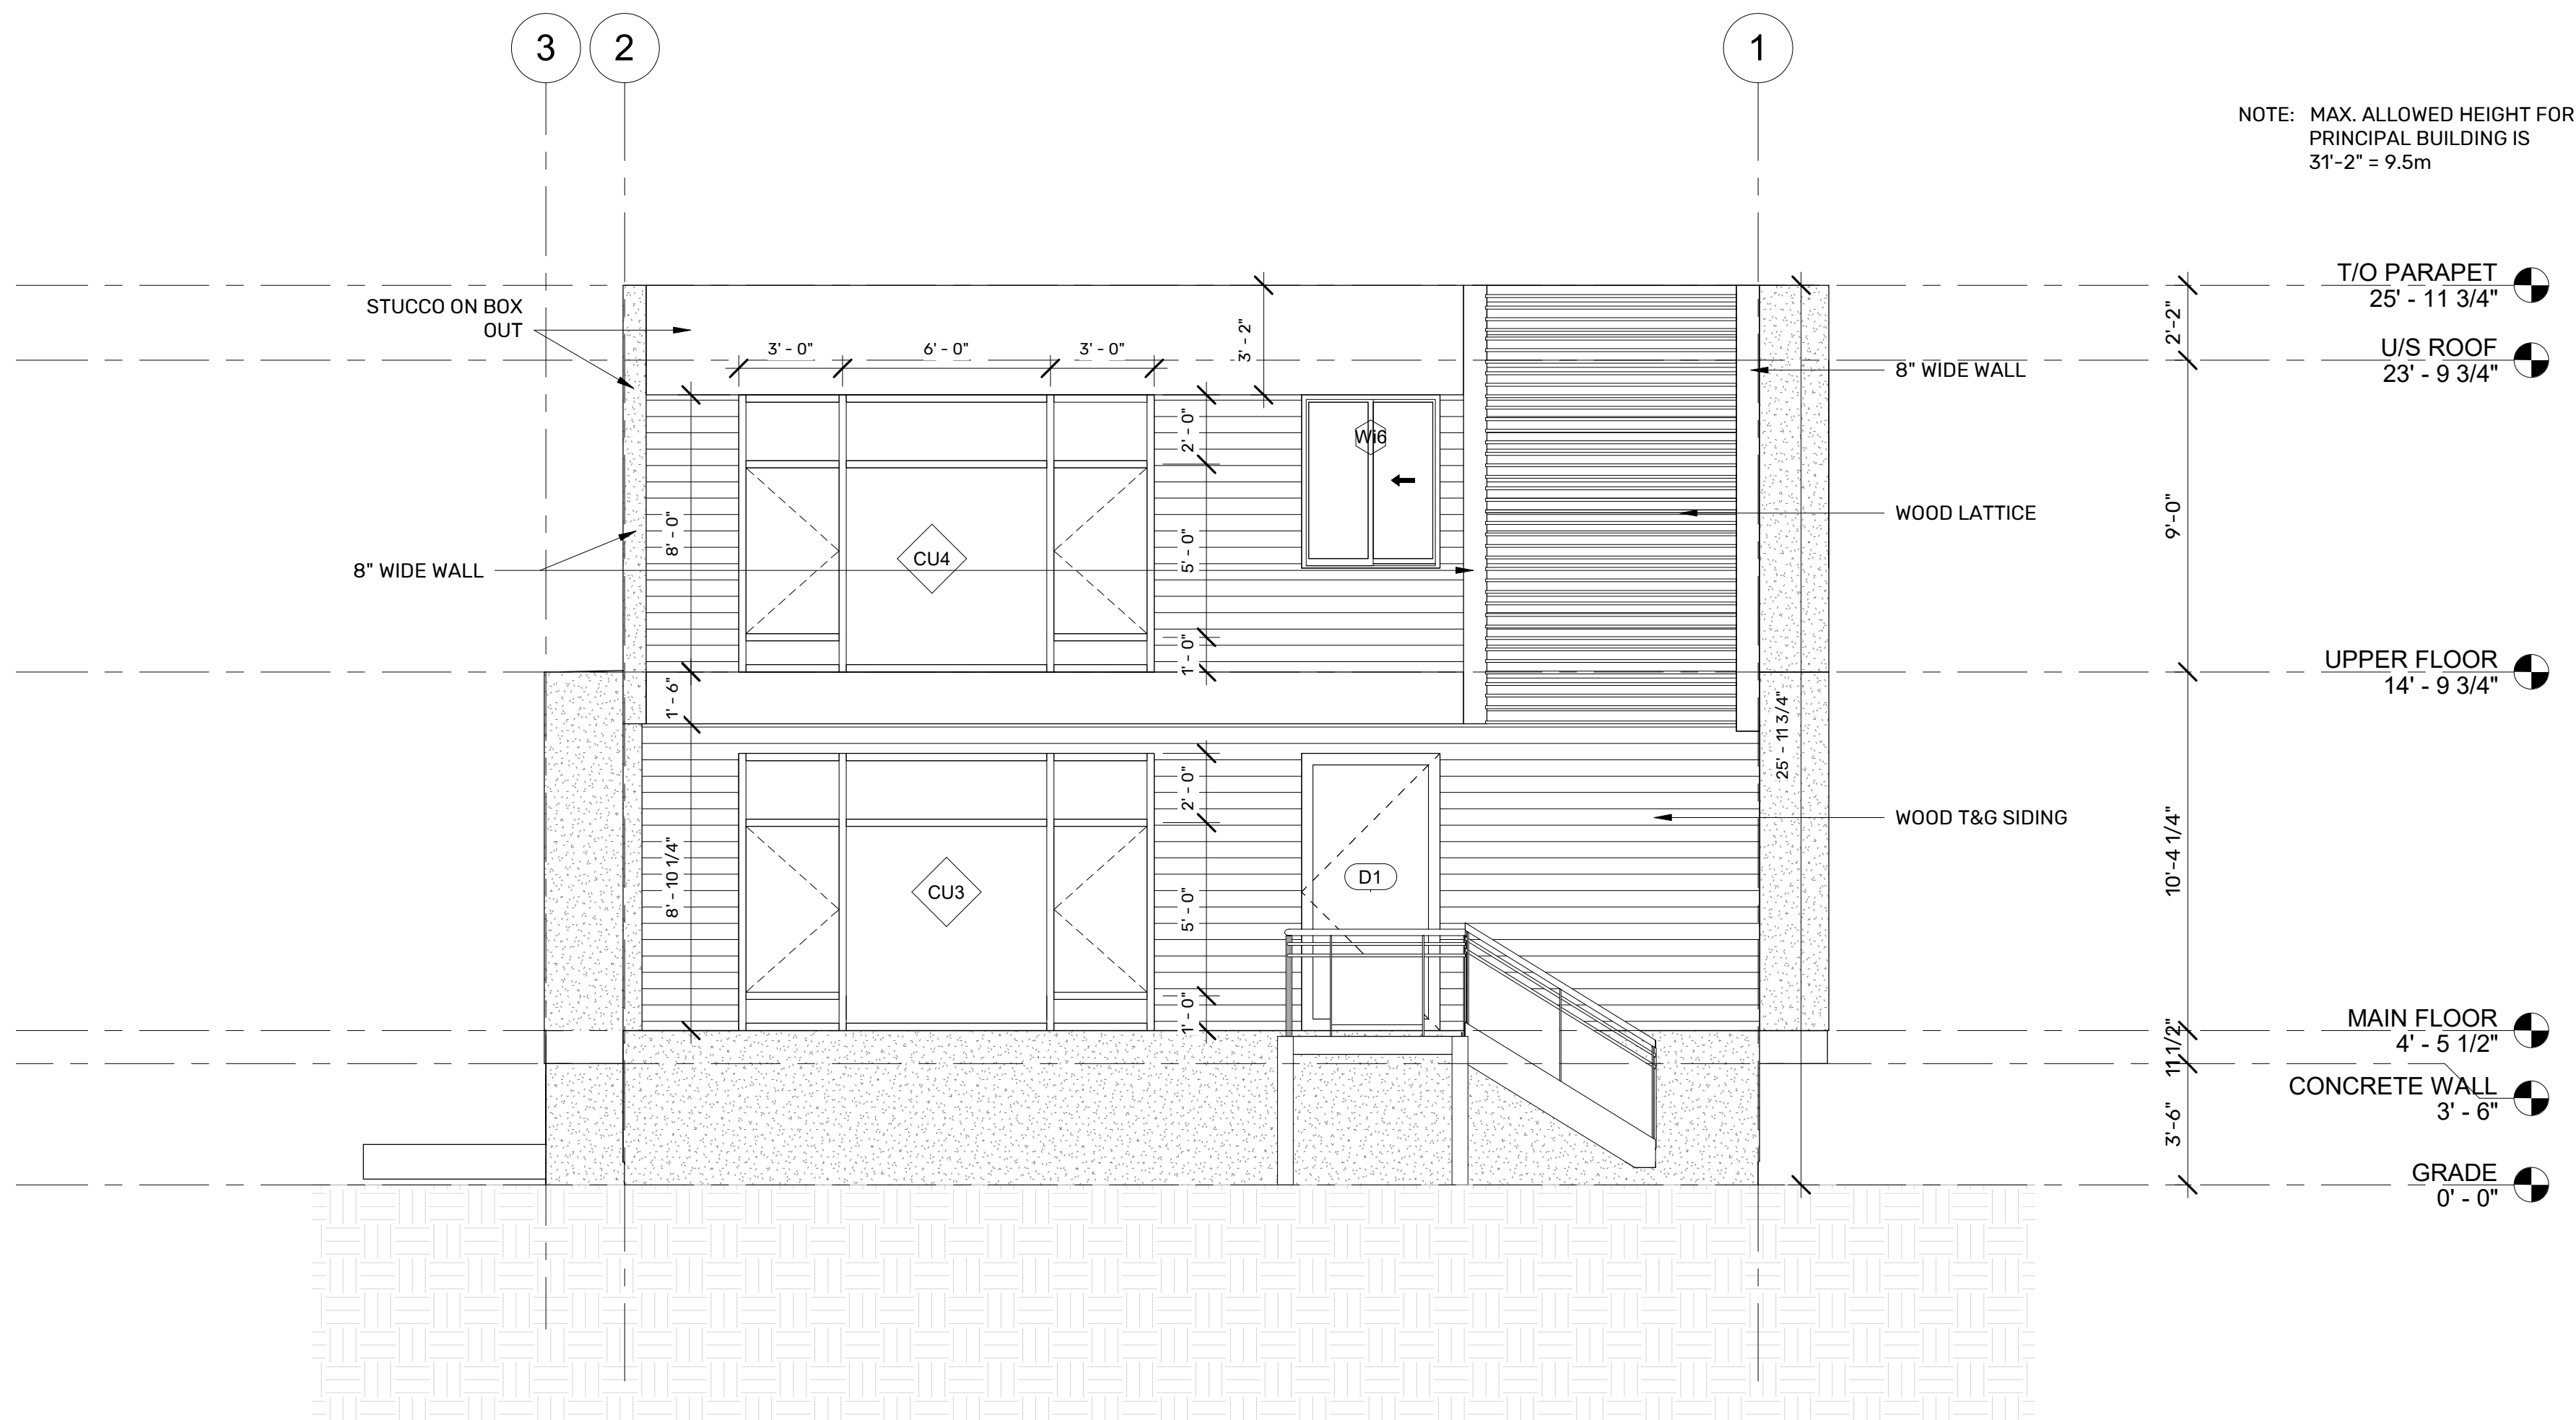 3
2
1
NOTE: MAX. ALLOWED HEIGHT FOR
PRINCIPAL BUILDING IS
31'-2" = 9.5m
T/O PARAPET
25' - 11 3/4"
2'-2"
STUCCO ON BOX
OUT
3' - 0"
6' - 0"
3' - 0"
3' - 2"
U/S ROOF
23' - 9 3/4"
8" WIDE WALL
2' - 0"
Wi6
8' - 0"
CU4
5' - 0"
WOOD LATTICE
9'-0"
8" WIDE WALL
1' - 0"
UPPER FLOOR
14' - 9 3/4"
1' - 6"
25' - 11 3/4"
2' - 0"
WOOD T&G SIDING
10'-4 1/4"
8' - 10 1/4"
CU3
D1
5' - 0"
1' - 0"
MAIN FLOOR
4' - 5 1/2"
11 1/2"
CONCRETE WALL
3' - 6"
3'-6"
GRADE
0' - 0"